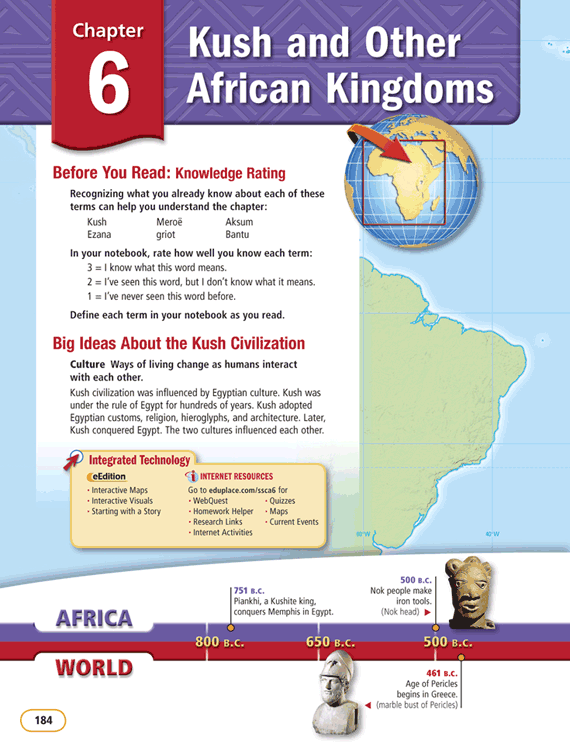 Chapter
6
Kush and Other
African Kingdoms
Before You Read: Knowledge Rating
Recognizing what you already know about each of these
terms can help you understand the chapter:
Kush Meroë Aksum
Ezana griot Bantu
In your notebook, rate how well you know each term:
3 = I know what this word means.
2 = I've seen this word, but I don't know what it means.
1 = I've never seen this word before.
Define each term in your notebook as you read.
Big Ideas About the Kush Civilization
Culture Ways of living change as humans interact
with each other.
Kush civilization was influenced by Egyptian culture. Kush was
under the rule of Egypt for hundreds of years. Kush adopted
Egyptian customs, religion, hieroglyphs, and architecture. Later,
Kush conquered Egypt. The two cultures influenced each other.
Integrated Technology
eEdition
• Interactive Maps
• Interactive Visuals
• Starting with a Story
INTERNET RESOURCES
Go to eduplace.com/ssca6 for
• WebQuest • Quizzes
• Homework Helper • Maps
• Research Links • Current Events
• Internet Activities
40°W
751 B.C.
Piankhi, a Kushite king,
conquers Memphis in Egypt.
500 B.C.
Nok people make
iron tools.
(Nok head)
AFRICA
800 B.C. 650 B.C. 500 B.C.
WORLD
461 B.C.
Age of Pericles
begins in Greece.
(marble bust of Pericles)
184